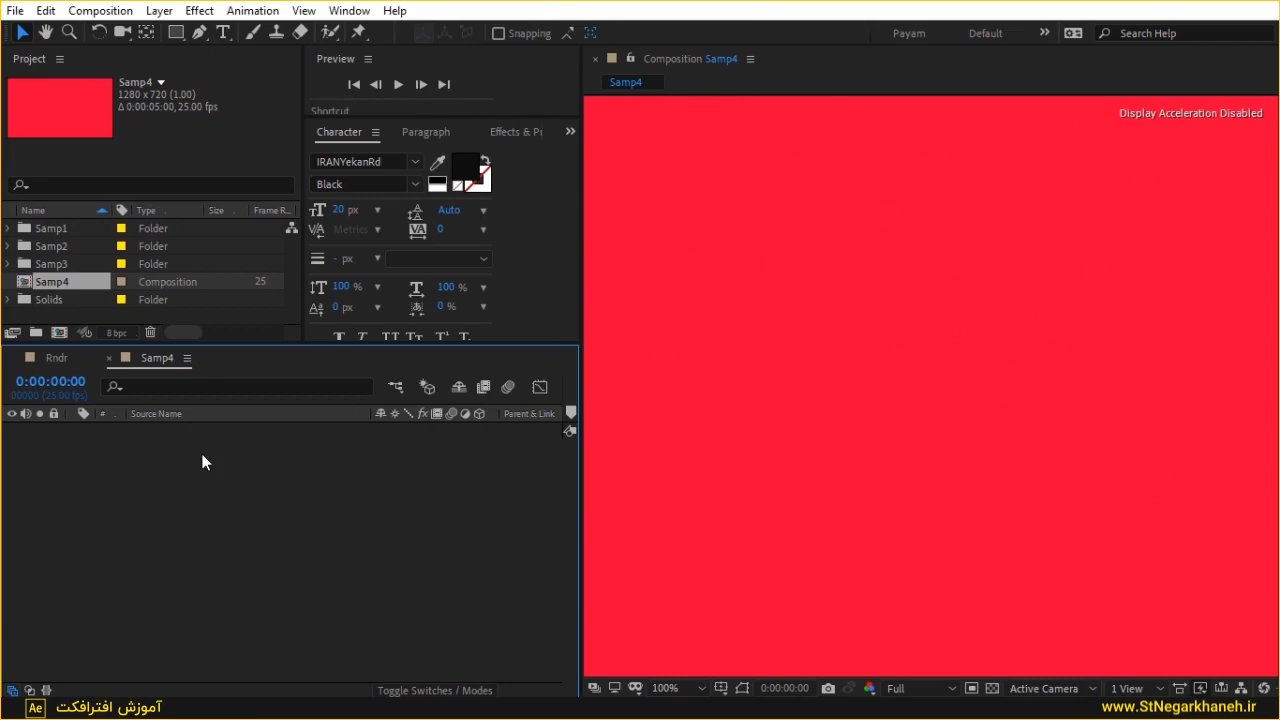 File Edit Composition Layer Effect Animation View Window Help
Snapping Payam Default Search Help
Project
Samp4
1280 x 720 (1.00)
Δ 0:00:05:00, 25.00 fps
Name Type Size Frame R...
Samp1 Folder
Samp2 Folder
Samp3 Folder
Samp4 Composition 25
Solids Folder
8 bpc
Preview
Shortcut
Character Paragraph Effects & Pi
IRANYekanRd
Black
20 px Auto
Metrics 0
- px
100 % 100 %
0 px 0 %
Composition Samp4
Samp4
Display Acceleration Disabled
Rndr Samp4
0:00:00:00
00000 (25.00 fps)
# . Source Name Parent & Link
Toggle Switches / Modes
100% 0:00:00:00 Full Active Camera 1 View
Ae آموزش افترافکت
www.StNegarkhaneh.ir